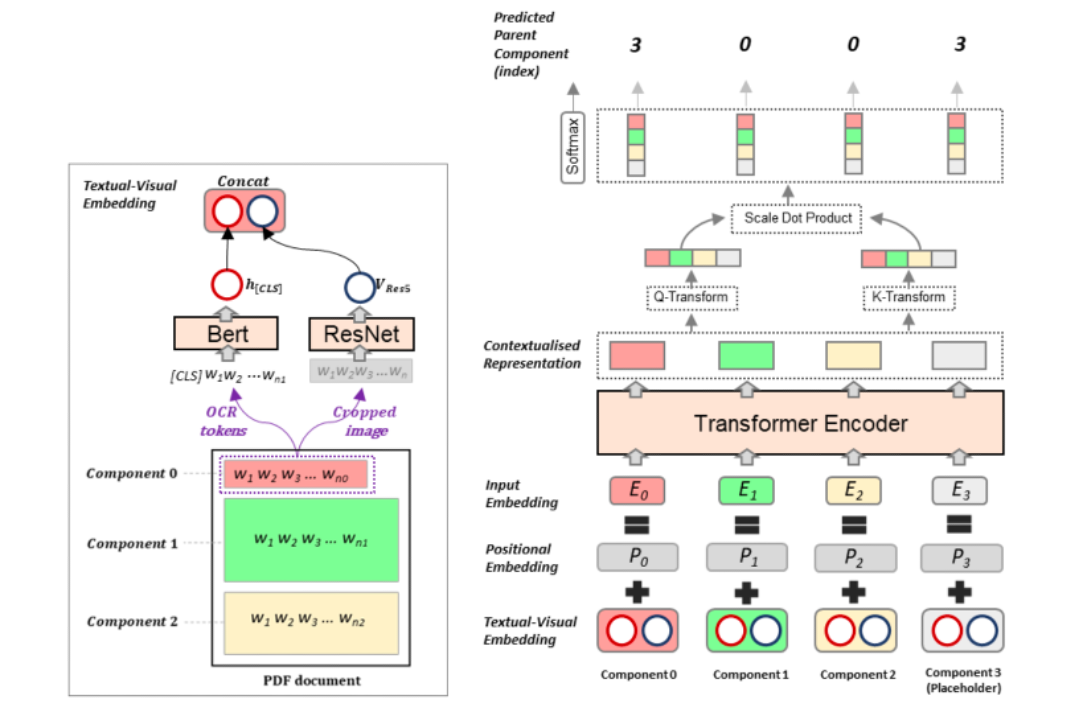 Textual-Visual
Embedding
Concat
h[CLS]
VRes5
Bert
ResNet
[CLS] w1 w2 ... wn1
w1 w2 w3 ... wn
OCR
tokens
Cropped
image
Component 0
w1 w2 w3 ... wn0
Component 1
w1 w2 w3 ... wn1
Component 2
w1 w2 w3 ... wn2
PDF document
Predicted
Parent
Component
(index)
3 0 0 3
Softmax
Scale Dot Product
Q-Transform
K-Transform
Contextualised
Representation
Transformer Encoder
Input
Embedding
E0 E1 E2 E3
Positional
Embedding
P0 P1 P2 P3
Textual-Visual
Embedding
Component 0 Component 1 Component 2 Component 3
(Placeholder)